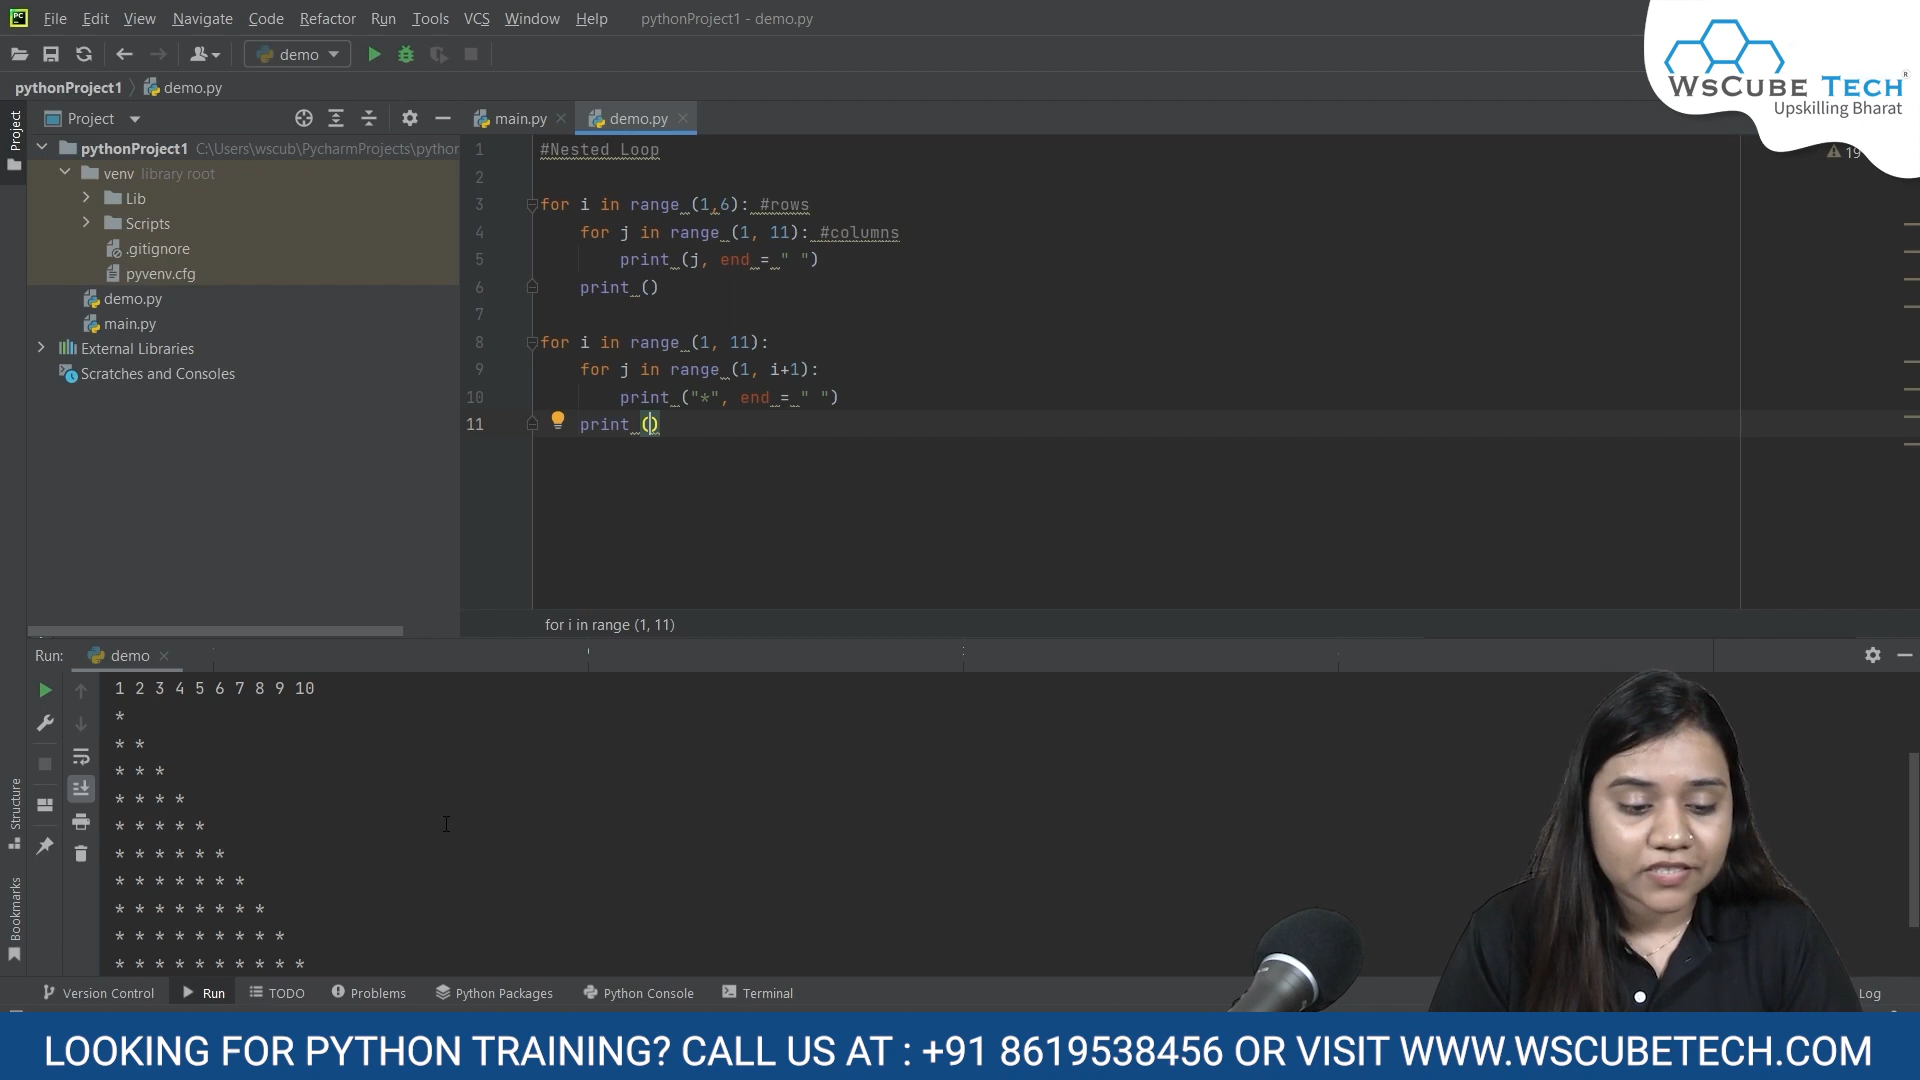 File Edit View Navigate Code Refactor Run Tools VCS Window Help pythonProject1 - demo.py
demo
pythonProject1 demo.py
WsCube Tech
Upskilling Bharat
Project
Project
main.py demo.py
pythonProject1 C:\Users\wscub\PycharmProjects\python
venv library root
Lib
Scripts
.gitignore
pyvenv.cfg
demo.py
main.py
External Libraries
Scratches and Consoles
19
1 #Nested Loop
2
3 for i in range (1,6): #rows
4 for j in range (1, 11): #columns
5 print (j, end = " ")
6 print ()
7
8 for i in range (1, 11):
9 for j in range (1, i+1):
10 print ("*", end = " ")
11 print ()
for i in range (1, 11)
Run: demo
1 2 3 4 5 6 7 8 9 10
*
* *
* * *
* * * *
* * * * *
* * * * * *
* * * * * * *
* * * * * * * *
* * * * * * * * *
* * * * * * * * * *
Structure
Bookmarks
Version Control Run TODO Problems Python Packages Python Console Terminal Log
LOOKING FOR PYTHON TRAINING? CALL US AT : +91 8619538456 OR VISIT WWW.WSCUBETECH.COM